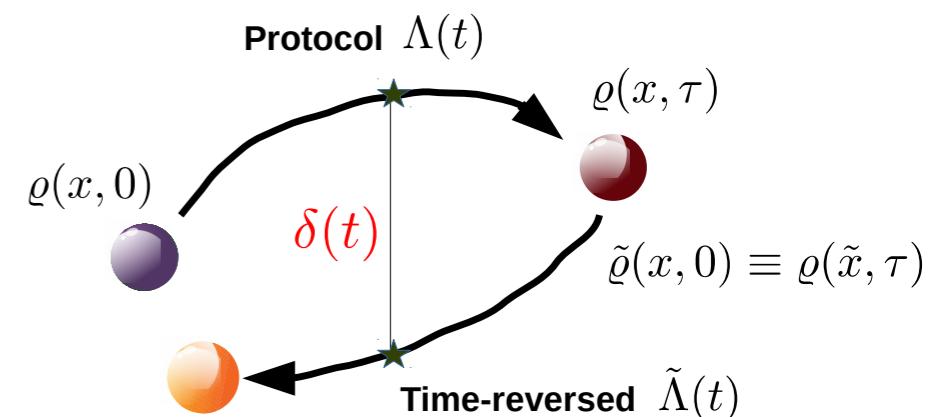 Protocol Λ(t)
ϱ(x, τ)
ϱ(x, 0)
δ(t)
ϱ̃(x, 0) ≡ ϱ(x̃, τ)
Time-reversed Λ̃(t)